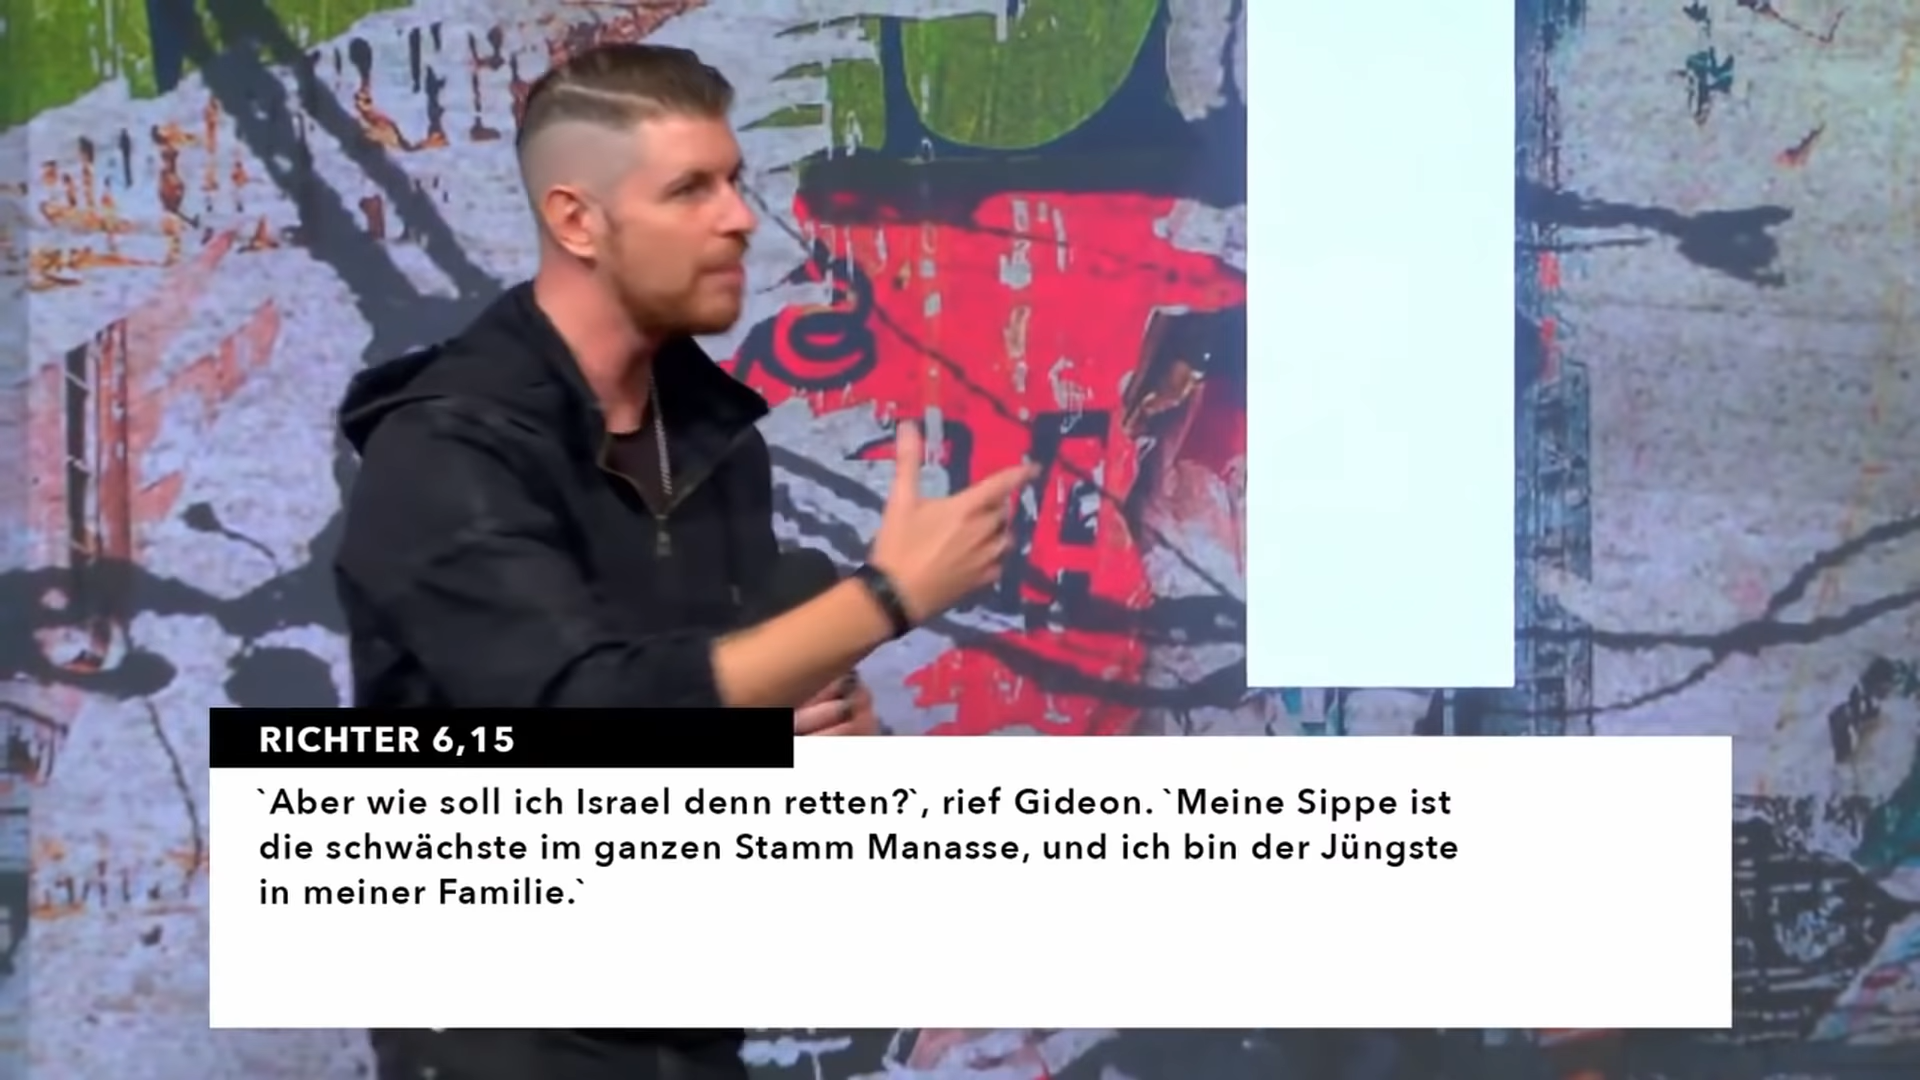 RICHTER 6,15
`Aber wie soll ich Israel denn retten?`, rief Gideon. `Meine Sippe ist
die schwächste im ganzen Stamm Manasse, und ich bin der Jüngste
in meiner Familie.`